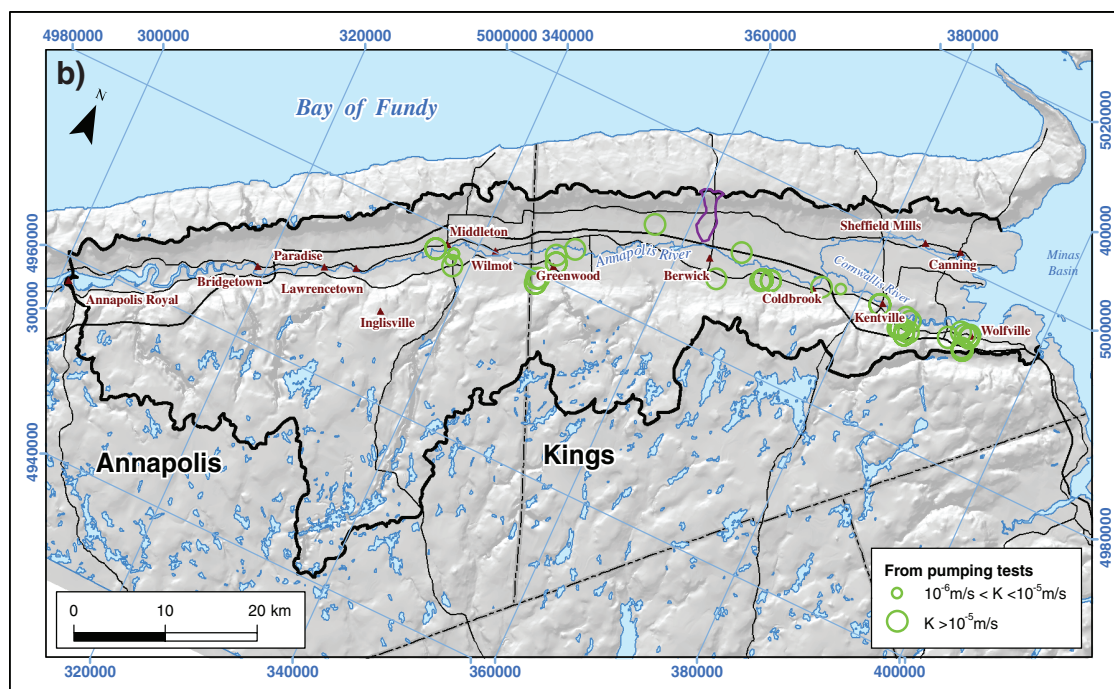 4980000 300000 320000 5000000 340000 360000 380000
b)
N
Bay of Fundy
5020000
Minas
Basin
Sheffield Mills
Canning
4000000
Middleton
Annapolis River
Wilmot
Greenwood
Berwick
Cornwallis River
Coldbrook
Kentville
Wolfville
Paradise
Bridgetown
Lawrencetown
Annapolis Royal
Inglisville
4960000
300000
5000000
Annapolis
Kings
4940000
4980000
0 10 20 km
From pumping tests
10⁻⁶m/s < K <10⁻⁵m/s
K >10⁻⁵m/s
320000 340000 360000 380000 400000